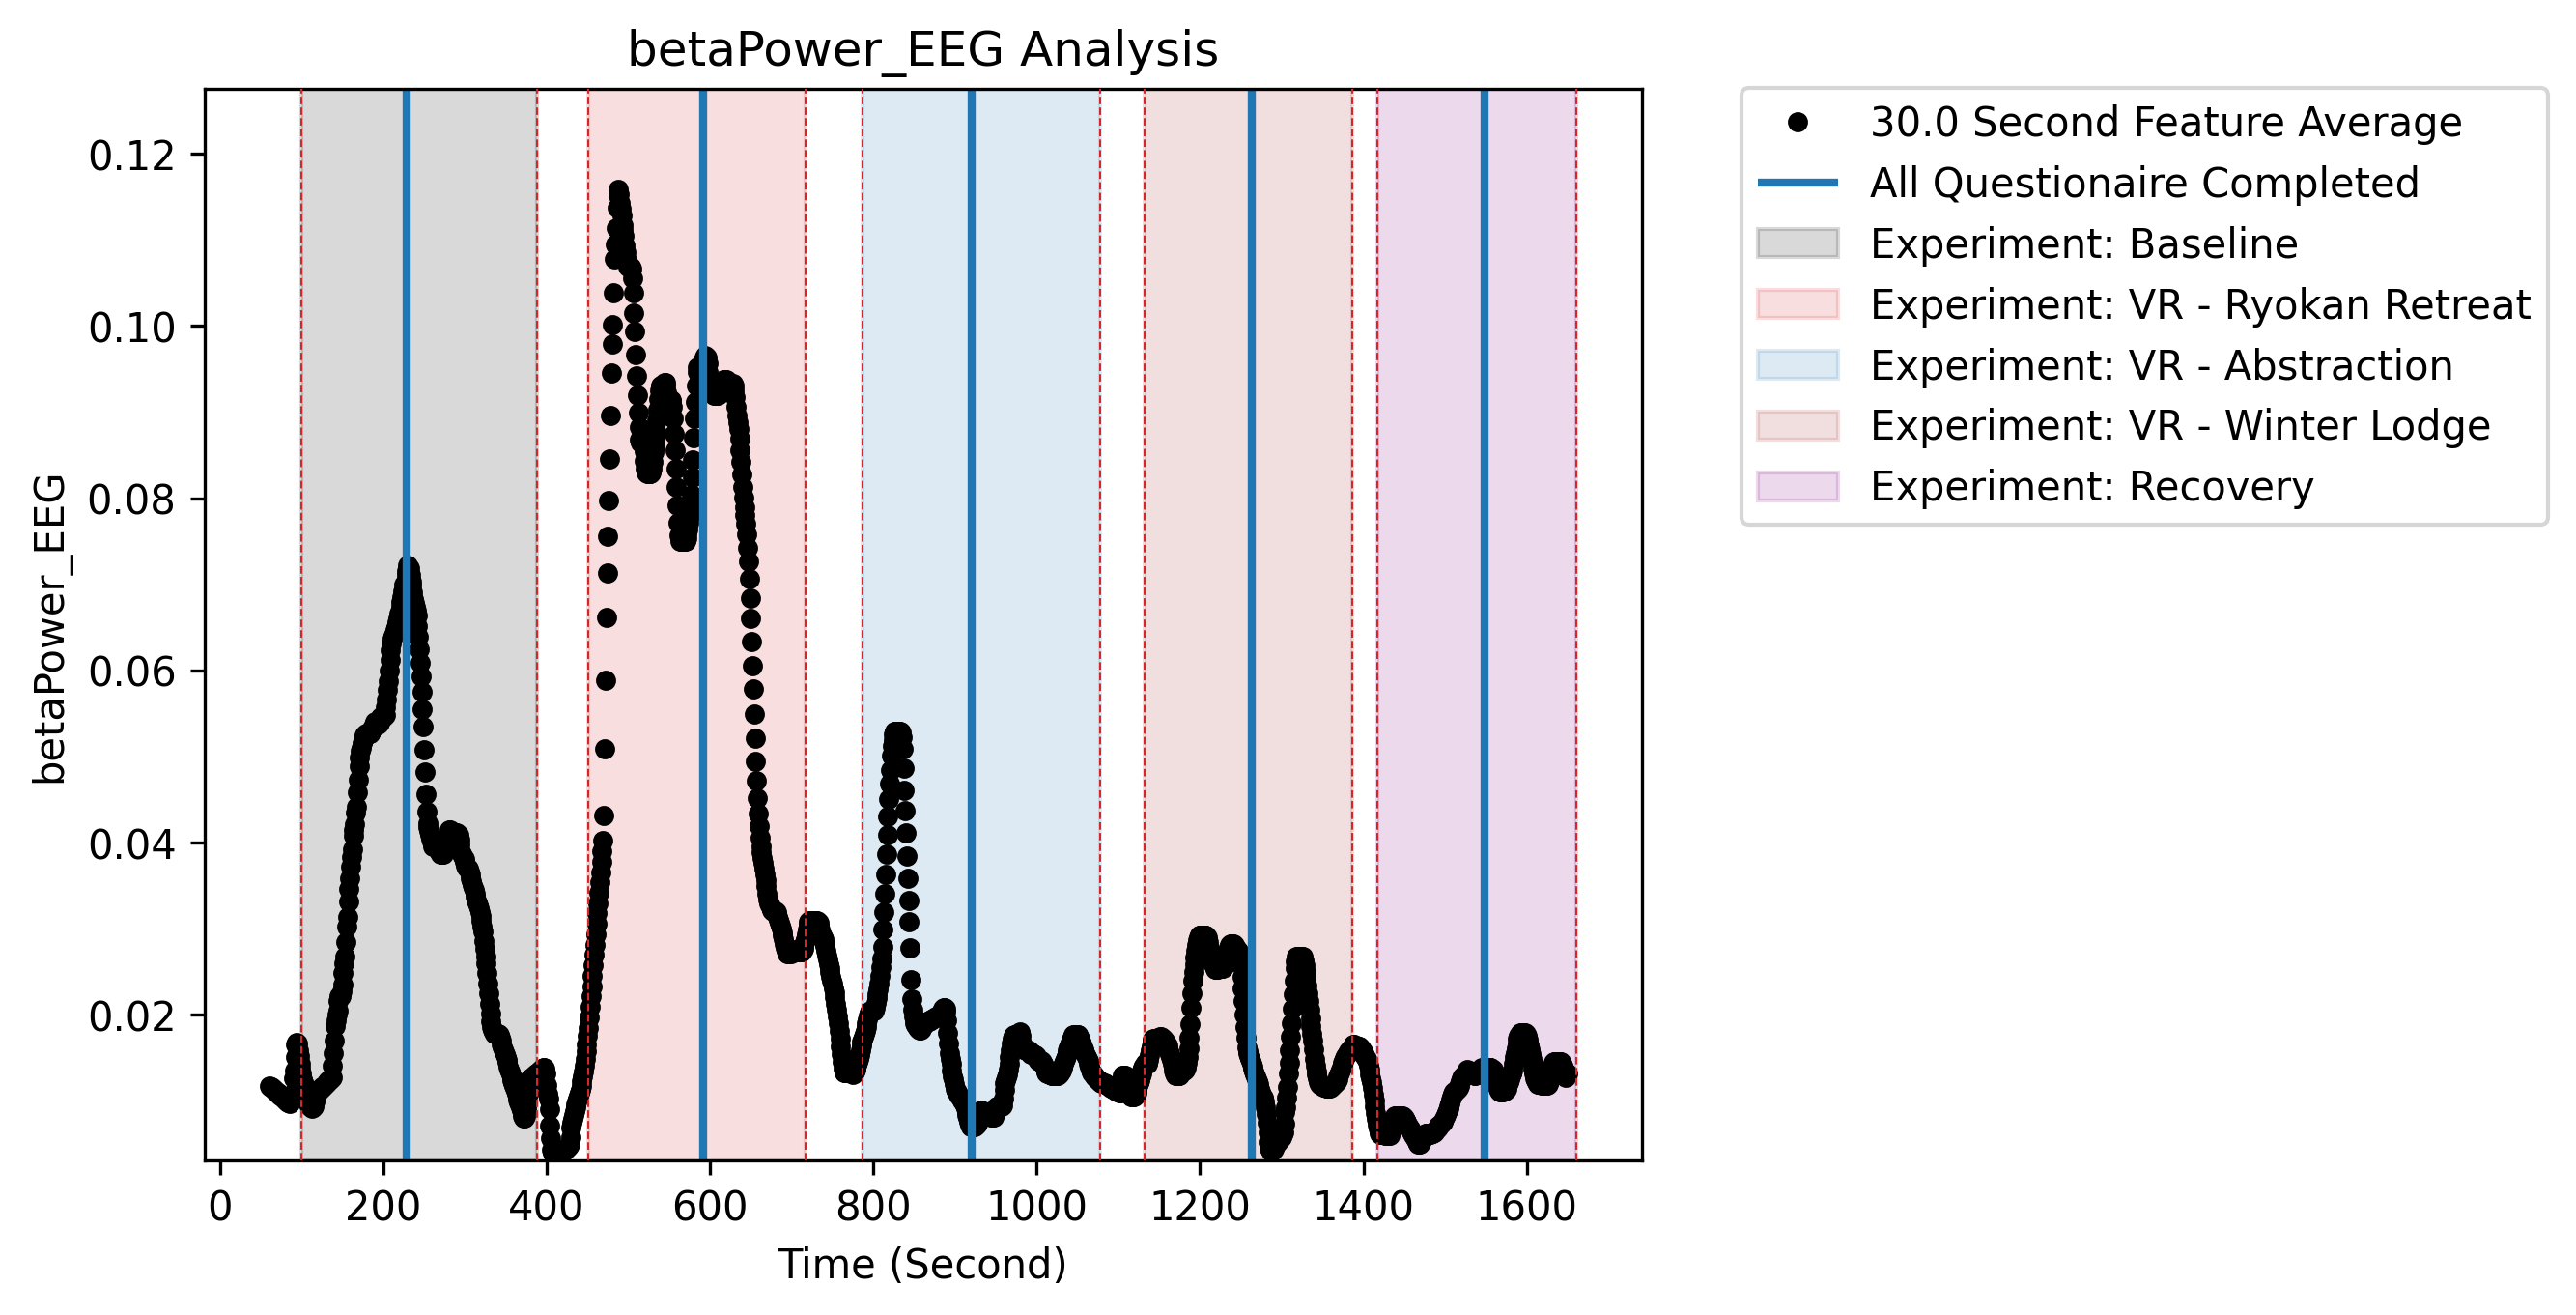 betaPower_EEG Analysis
betaPower_EEG
0.12
0.10
0.08
0.06
0.04
0.02
0
200
400
600
800
1000
1200
1400
1600
Time (Second)
30.0 Second Feature Average
All Questionaire Completed
Experiment: Baseline
Experiment: VR - Ryokan Retreat
Experiment: VR - Abstraction
Experiment: VR - Winter Lodge
Experiment: Recovery